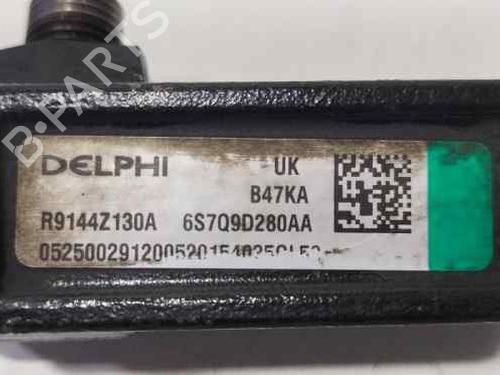 DELPHI UK
B47KA
R9144Z130A 6S7Q9D280AA
B-PARTS